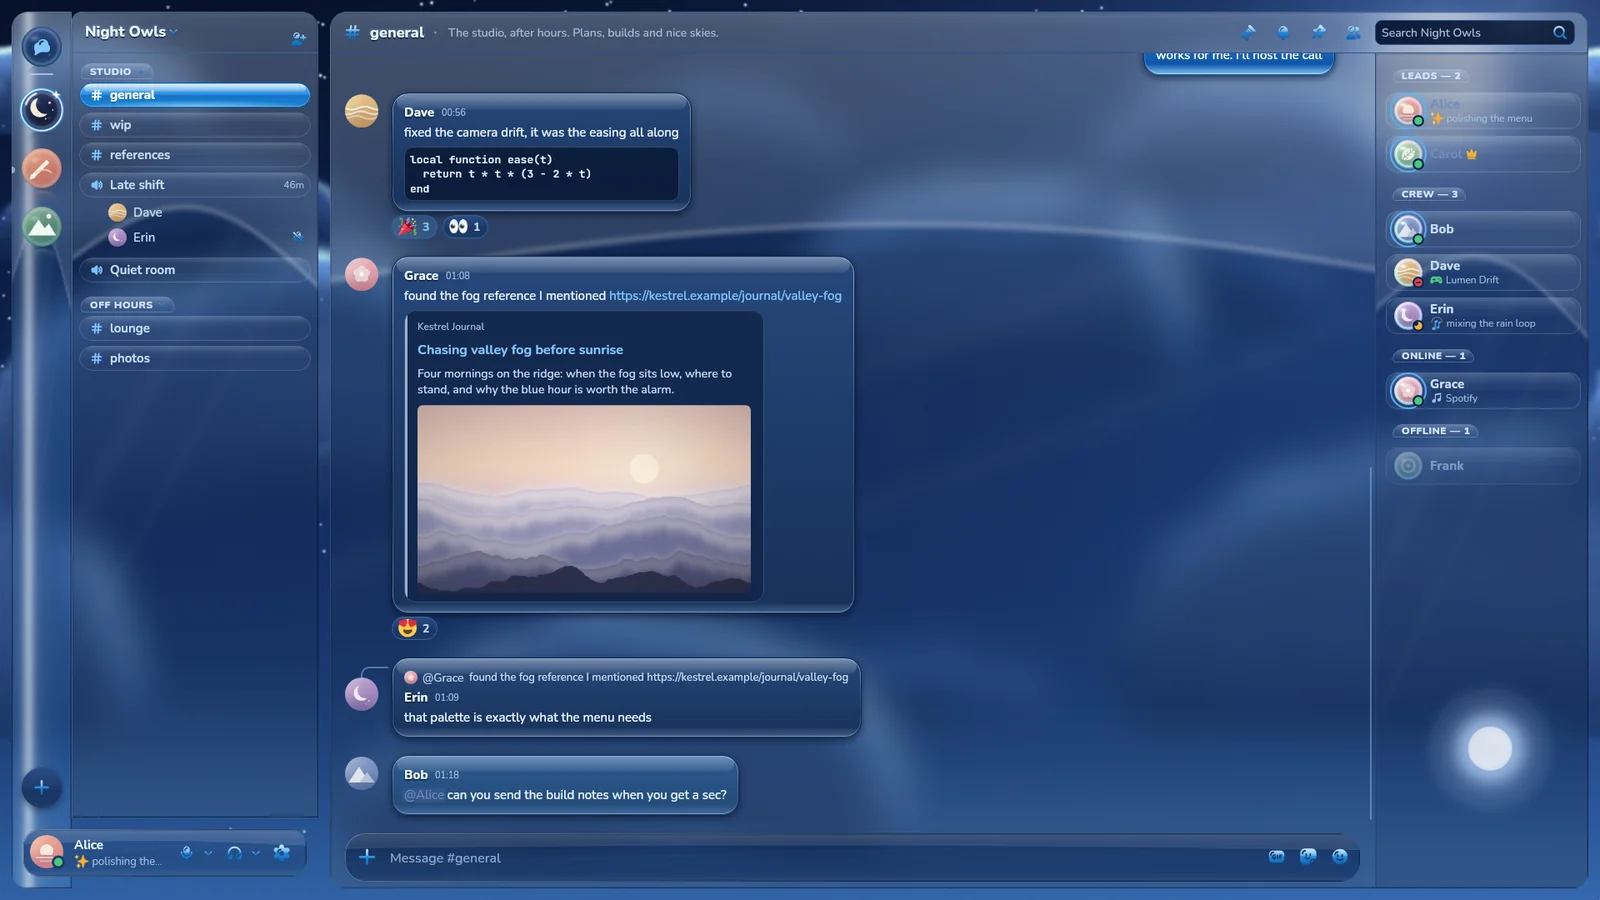 Night Owls
STUDIO
# general
# wip
# references
Late shift 46m
Dave
Erin
Quiet room
OFF HOURS
# lounge
# photos
Alice
✨ polishing the...
# general · The studio, after hours. Plans, builds and nice skies.
Search Night Owls
works for me. I'll host the call
Dave 00:56
fixed the camera drift, it was the easing all along
local function ease(t)
return t * t * (3 - 2 * t)
end
🎉 3 👀 1
Grace 01:08
found the fog reference I mentioned https://kestrel.example/journal/valley-fog
Kestrel Journal
Chasing valley fog before sunrise
Four mornings on the ridge: when the fog sits low, where to
stand, and why the blue hour is worth the alarm.
😍 2
@Grace found the fog reference I mentioned https://kestrel.example/journal/valley-fog
Erin 01:09
that palette is exactly what the menu needs
Bob 01:18
@Alice can you send the build notes when you get a sec?
Message #general
GIF
LEADS — 2
Alice
✨ polishing the menu
Carol
CREW — 3
Bob
Dave
Lumen Drift
Erin
mixing the rain loop
ONLINE — 1
Grace
Spotify
OFFLINE — 1
Frank